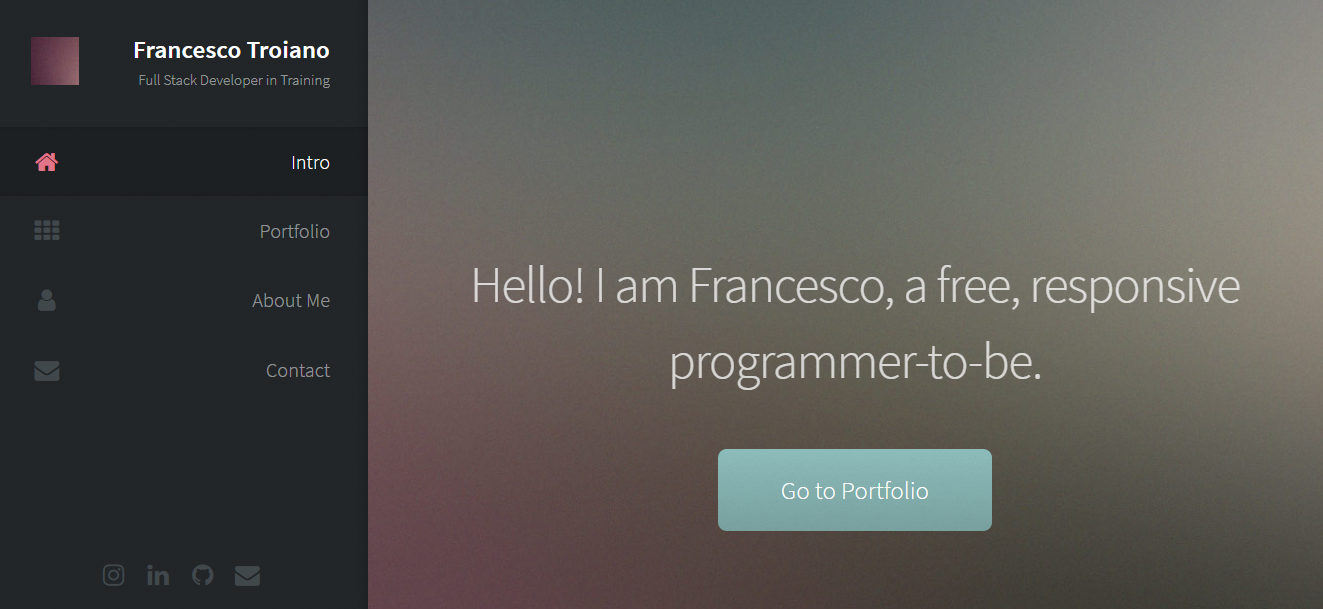 Francesco Troiano
Full Stack Developer in Training
Intro
Portfolio
About Me
Contact
Hello! I am Francesco, a free, responsive
programmer-to-be.
Go to Portfolio